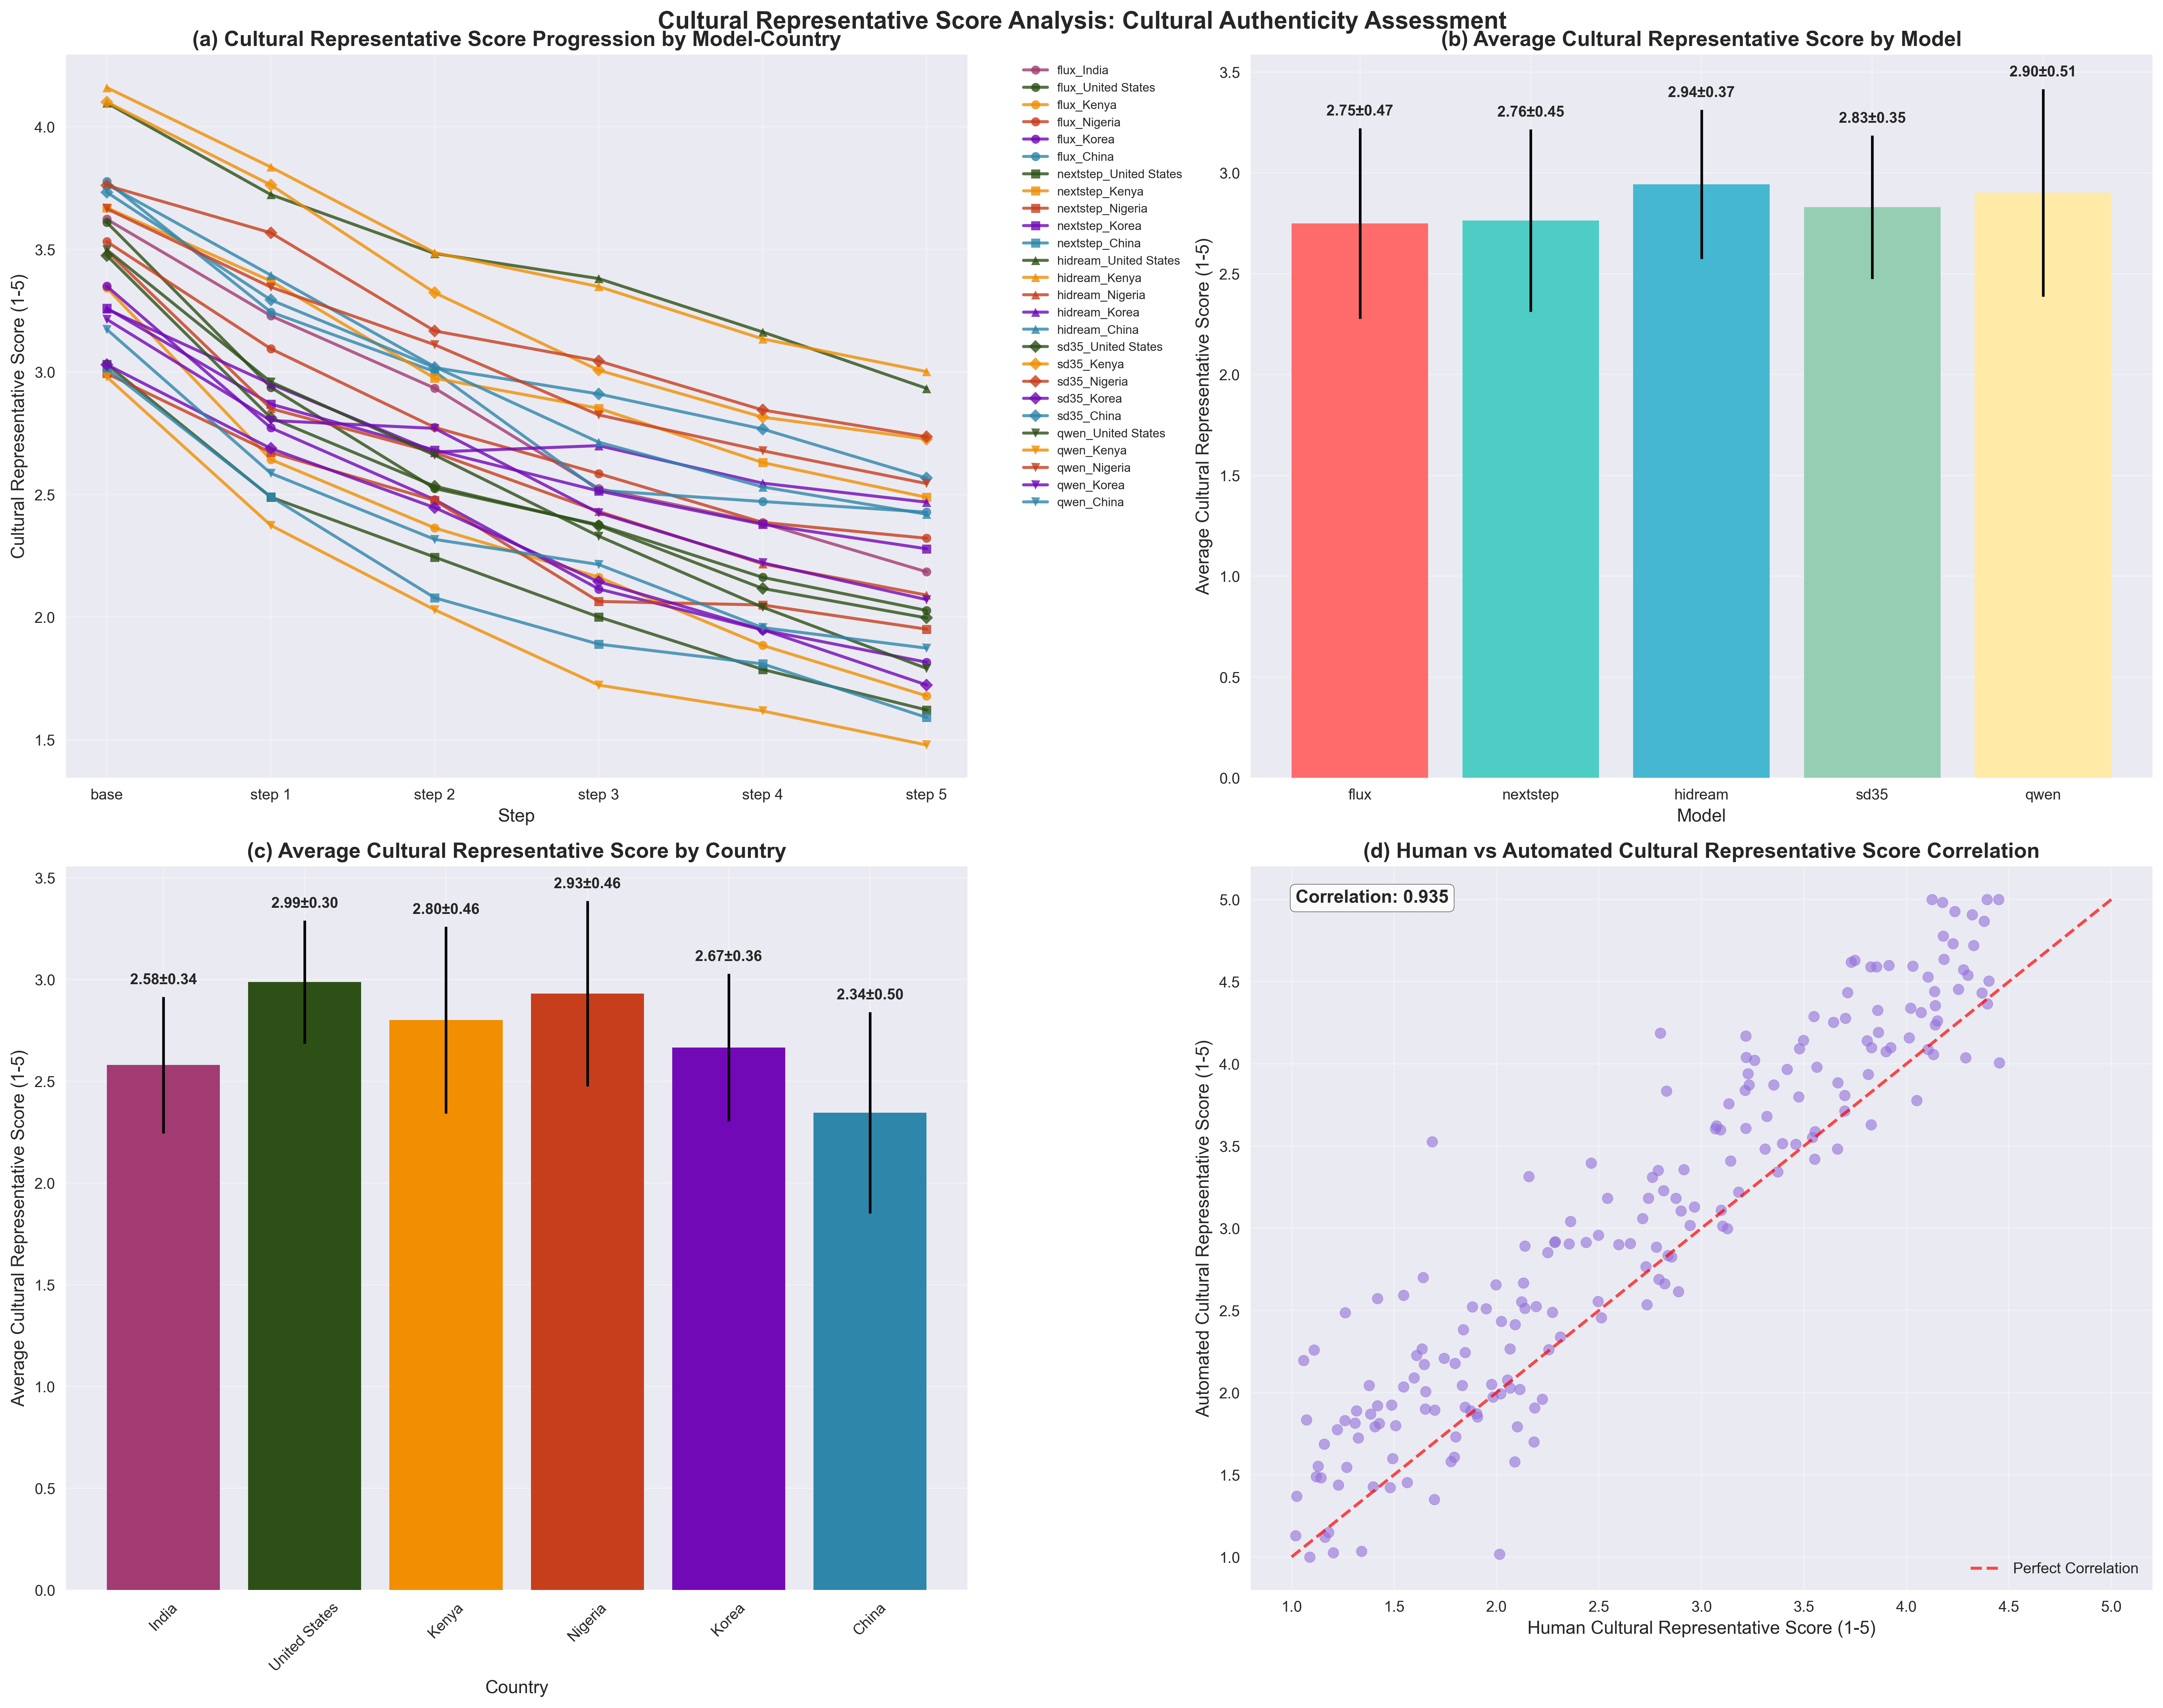 Cultural Representative Score Analysis: Cultural Authenticity Assessment
(a) Cultural Representative Score Progression by Model-Country
Cultural Representative Score (1-5)
4.0
3.5
3.0
2.5
2.0
1.5
base
step 1
step 2
step 3
step 4
step 5
Step
flux_India
flux_United States
flux_Kenya
flux_Nigeria
flux_Korea
flux_China
nextstep_United States
nextstep_Kenya
nextstep_Nigeria
nextstep_Korea
nextstep_China
hidream_United States
hidream_Kenya
hidream_Nigeria
hidream_Korea
hidream_China
sd35_United States
sd35_Kenya
sd35_Nigeria
sd35_Korea
sd35_China
qwen_United States
qwen_Kenya
qwen_Nigeria
qwen_Korea
qwen_China
(b) Average Cultural Representative Score by Model
Average Cultural Representative Score (1-5)
3.5
3.0
2.5
2.0
1.5
1.0
0.5
0.0
2.75±0.47
2.76±0.45
2.94±0.37
2.83±0.35
2.90±0.51
flux
nextstep
hidream
sd35
qwen
Model
(c) Average Cultural Representative Score by Country
Average Cultural Representative Score (1-5)
3.5
3.0
2.5
2.0
1.5
1.0
0.5
0.0
2.58±0.34
2.99±0.30
2.80±0.46
2.93±0.46
2.67±0.36
2.34±0.50
India
United States
Kenya
Nigeria
Korea
China
Country
(d) Human vs Automated Cultural Representative Score Correlation
Automated Cultural Representative Score (1-5)
Correlation: 0.935
5.0
4.5
4.0
3.5
3.0
2.5
2.0
1.5
1.0
Perfect Correlation
1.0
1.5
2.0
2.5
3.0
3.5
4.0
4.5
5.0
Human Cultural Representative Score (1-5)